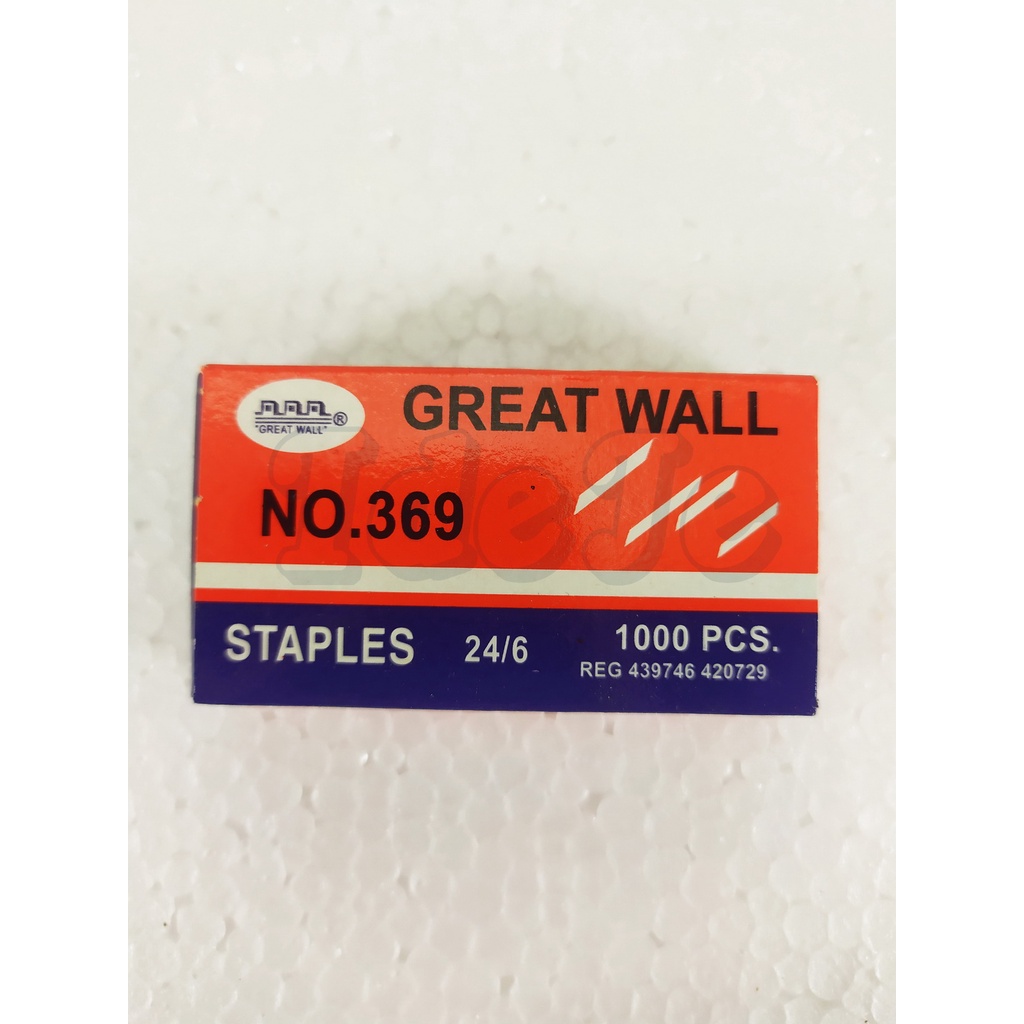 GREAT WALL
"GREAT WALL" ®
NO.369
STAPLES 24/6 1000 PCS.
REG 439746 420729